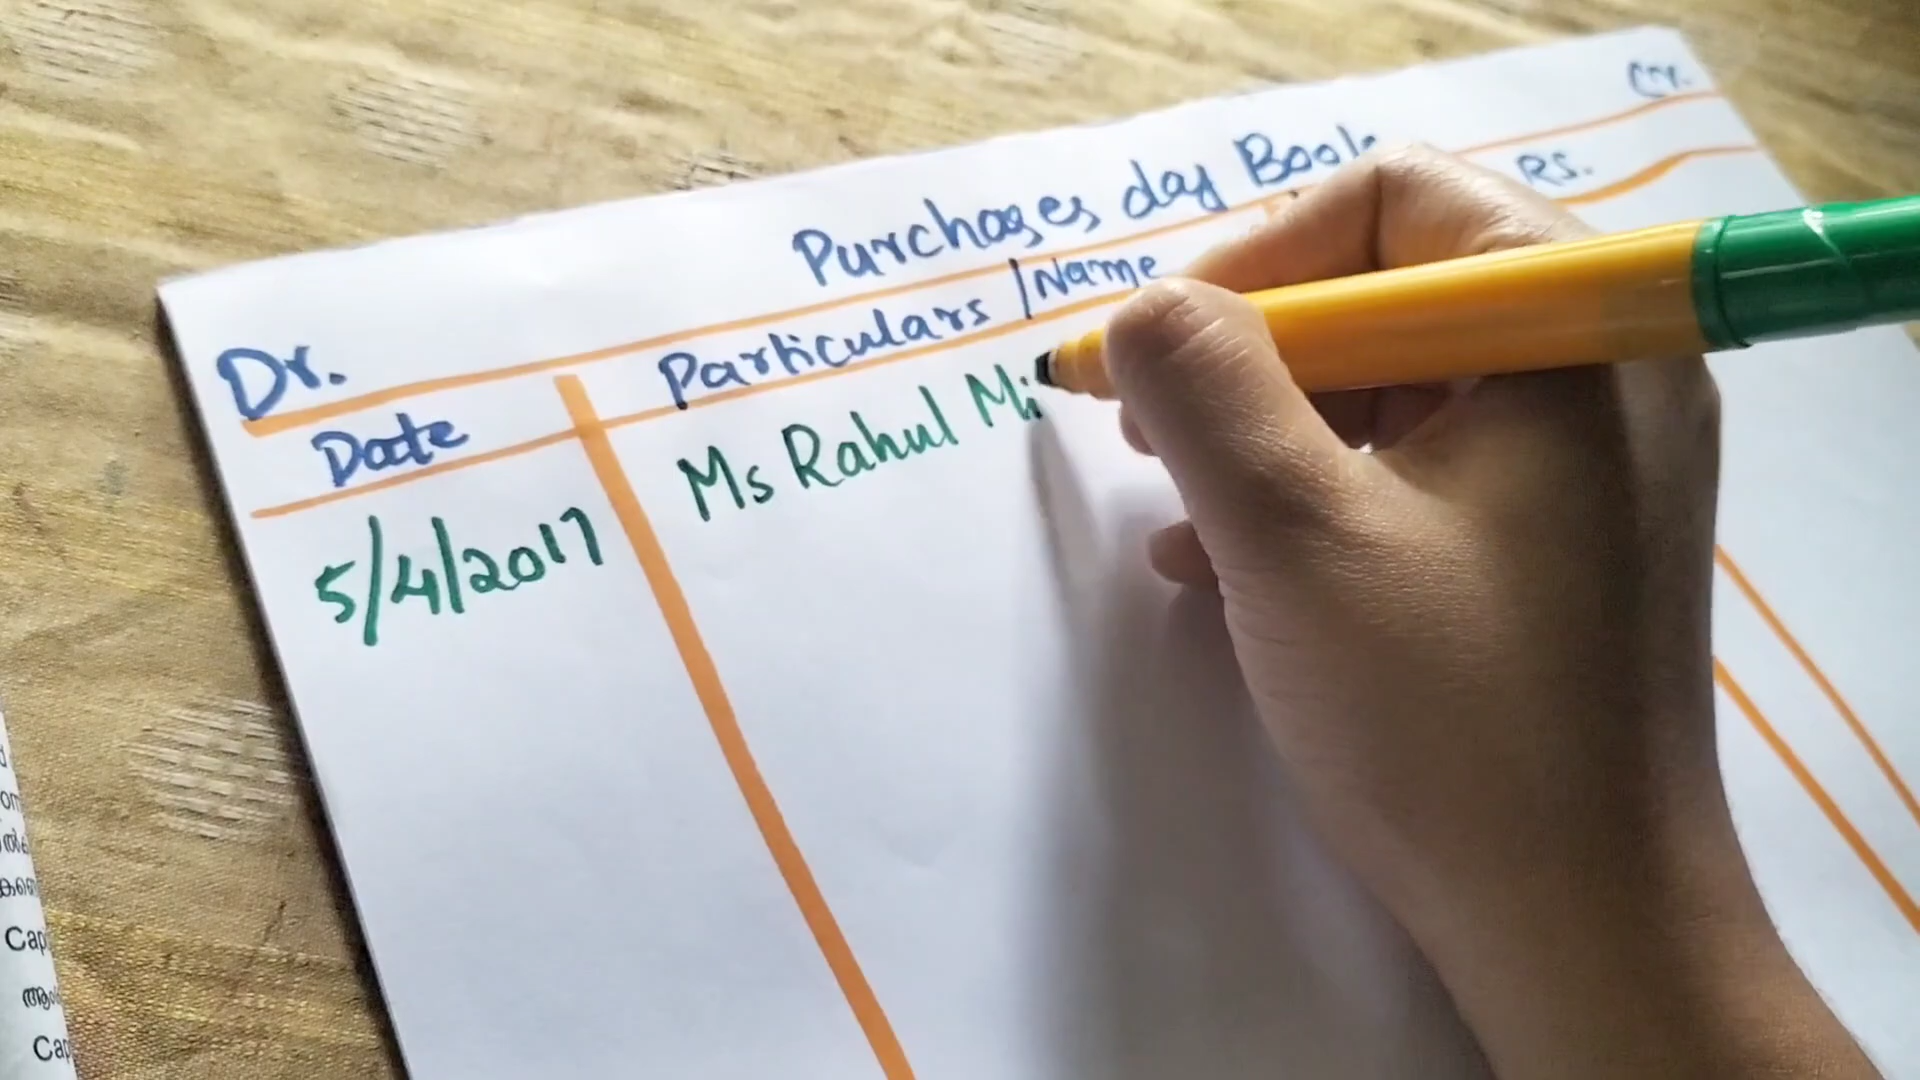 Cr.
Purchases day Book
Rs.
Dr.
Particulars / Name
Date
Ms Rahul Mi
5/4/2017
Cap
Cap